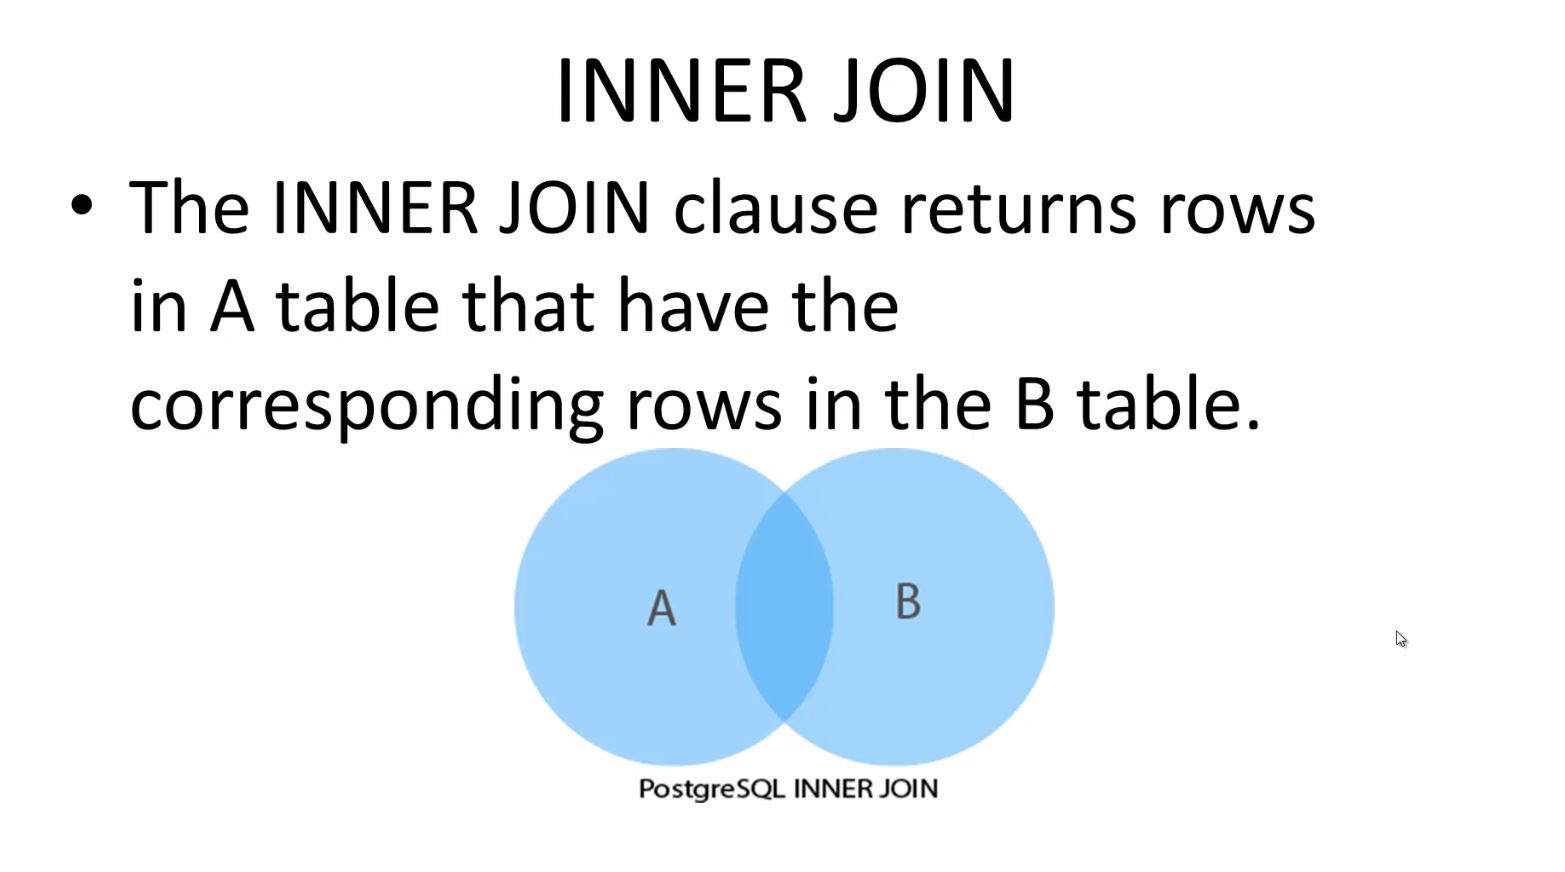 INNER JOIN
• The INNER JOIN clause returns rows
in A table that have the
corresponding rows in the B table.
A
B
PostgreSQL INNER JOIN